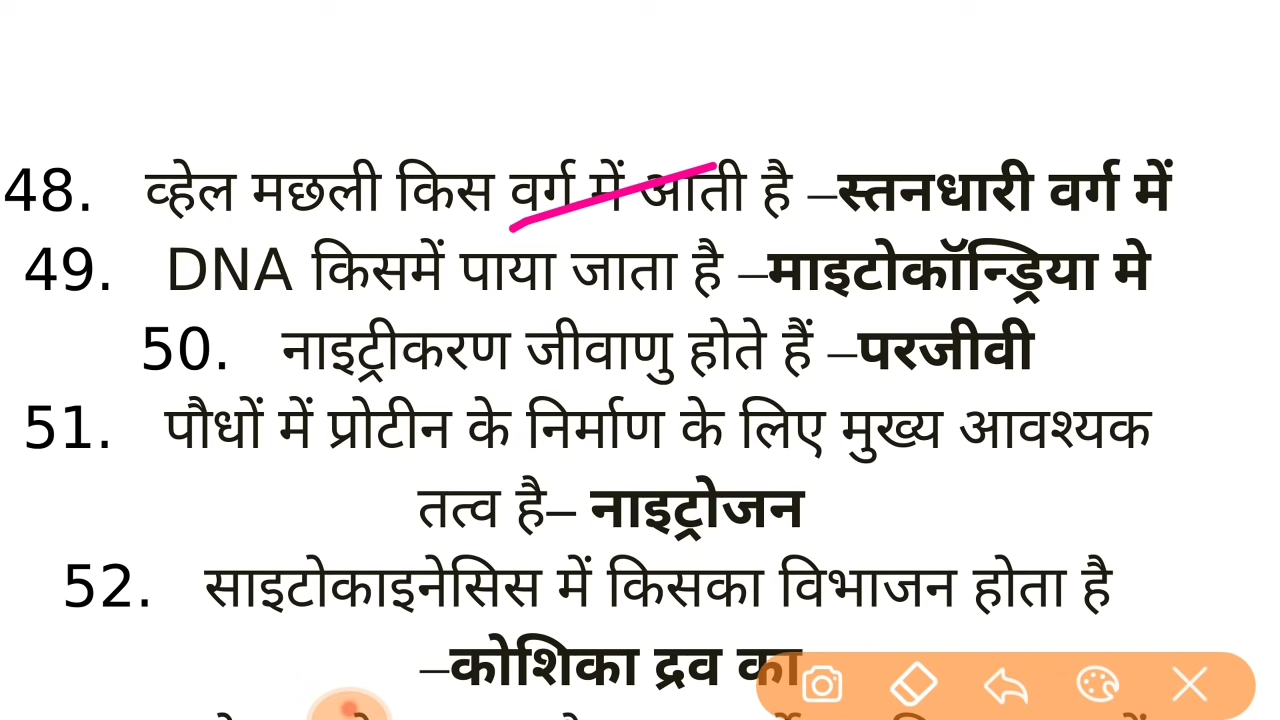 48. व्हेल मछली किस वर्ग में आती है –स्तनधारी वर्ग में
49. DNA किसमें पाया जाता है –माइटोकॉन्ड्रिया मे
50. नाइट्रीकरण जीवाणु होते हैं –परजीवी
51. पौधों में प्रोटीन के निर्माण के लिए मुख्य आवश्यक
तत्व है– नाइट्रोजन
52. साइटोकाइनेसिस में किसका विभाजन होता है
–कोशिका द्रव का